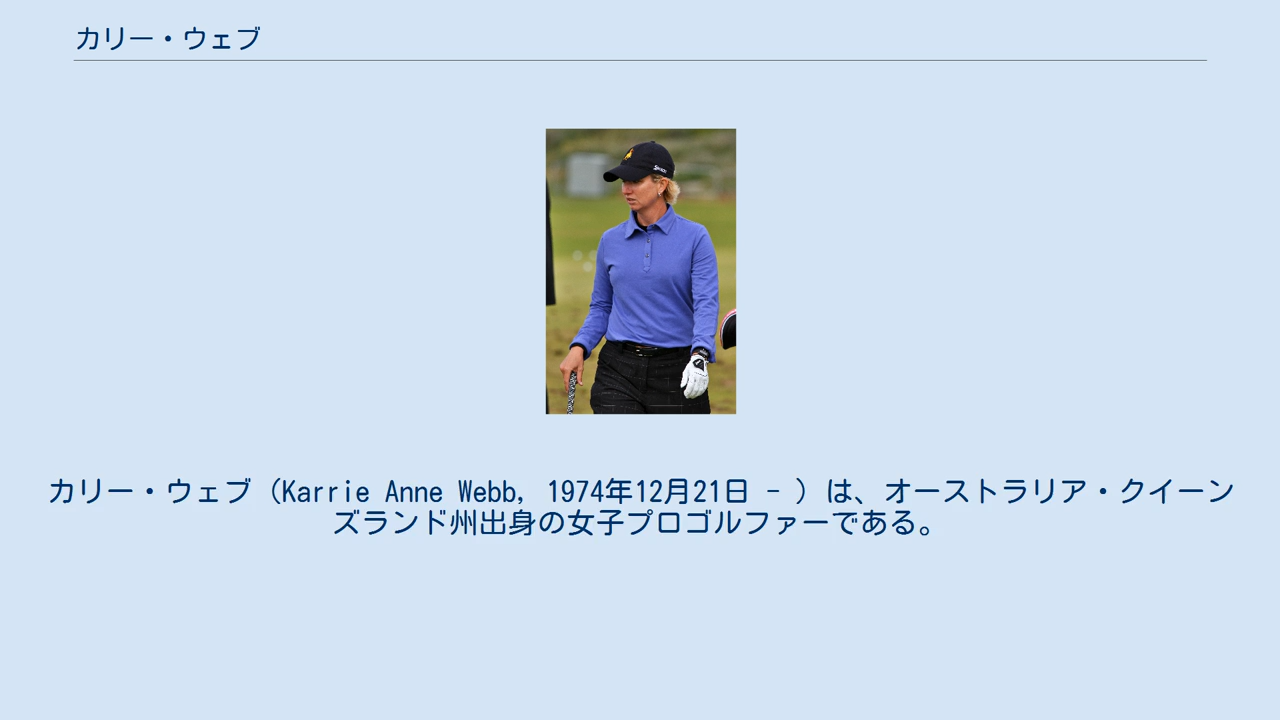 カリー・ウェブ
カリー・ウェブ（Karrie Anne Webb, 1974年12月21日 - ）は、オーストラリア・クイーン
ズランド州出身の女子プロゴルファーである。